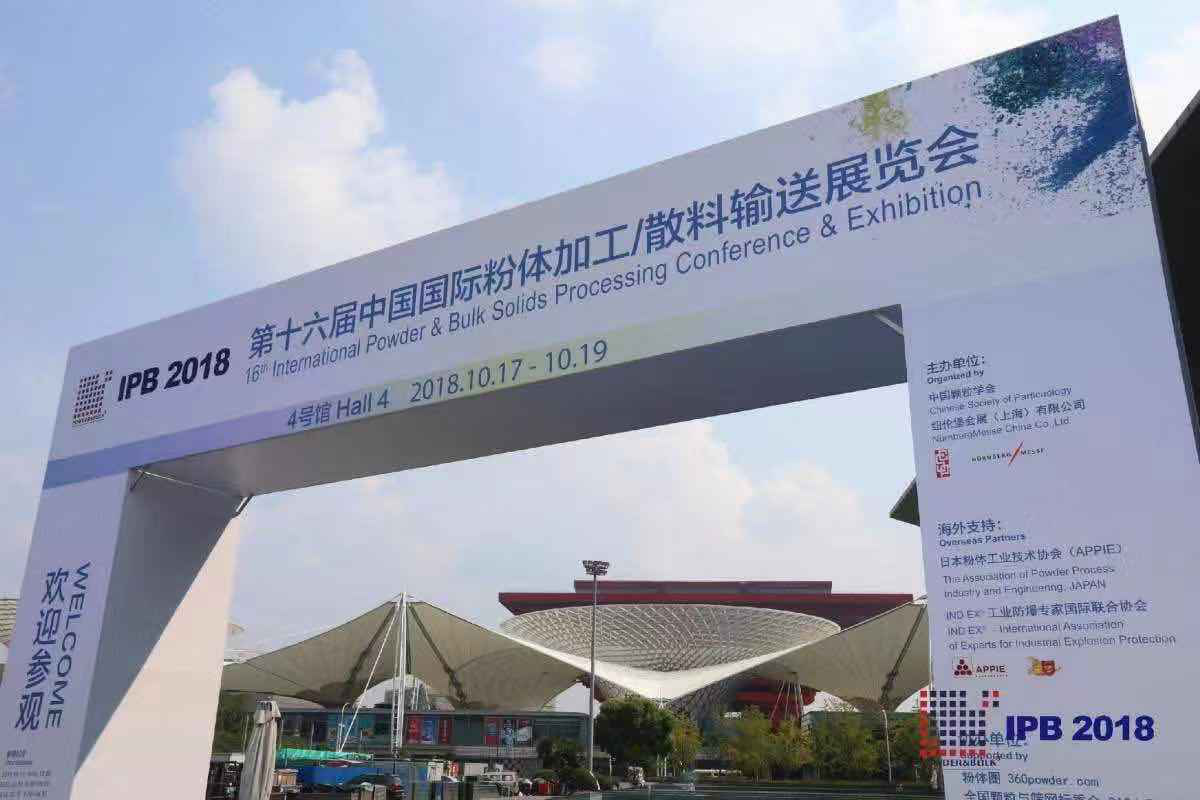 IPB 2018
第十六届中国国际粉体加工/散料输送展览会
16th International Powder & Bulk Solids Processing Conference & Exhibition
4号馆 Hall 4 2018.10.17 - 10.19
欢迎参观
WELCOME
主办单位：
Organized by
中国颗粒学会
Chinese Society of Particuology
纽伦堡会展（上海）有限公司
NürnbergMesse China Co.,Ltd
NÜRNBERG MESSE
海外支持：
Overseas Partners
日本粉体工业技术协会（APPIE）
The Association of Powder Process
Industry and Engineering, JAPAN
IND EX® 工业防爆专家国际联合协会
IND EX® - International Association
of Experts for Industrial Explosion Protection
APPIE
IPB 2018
粉体圈 360powder.com